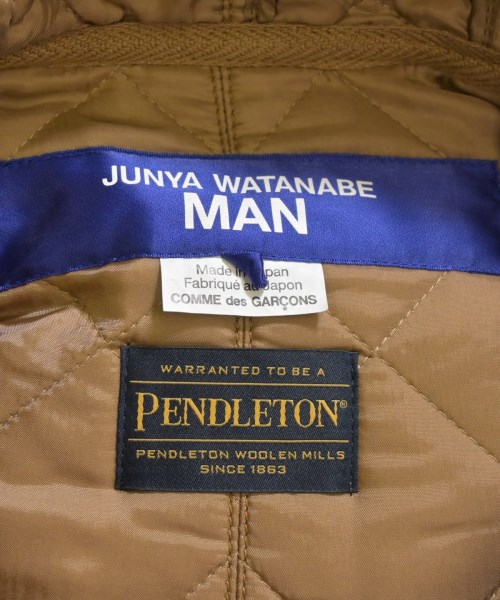 JUNYA WATANABE
MAN
Made in Japan
Fabriqué au Japon
COMME des GARÇONS
WARRANTED TO BE A
PENDLETON®
PENDLETON WOOLEN MILLS
SINCE 1863